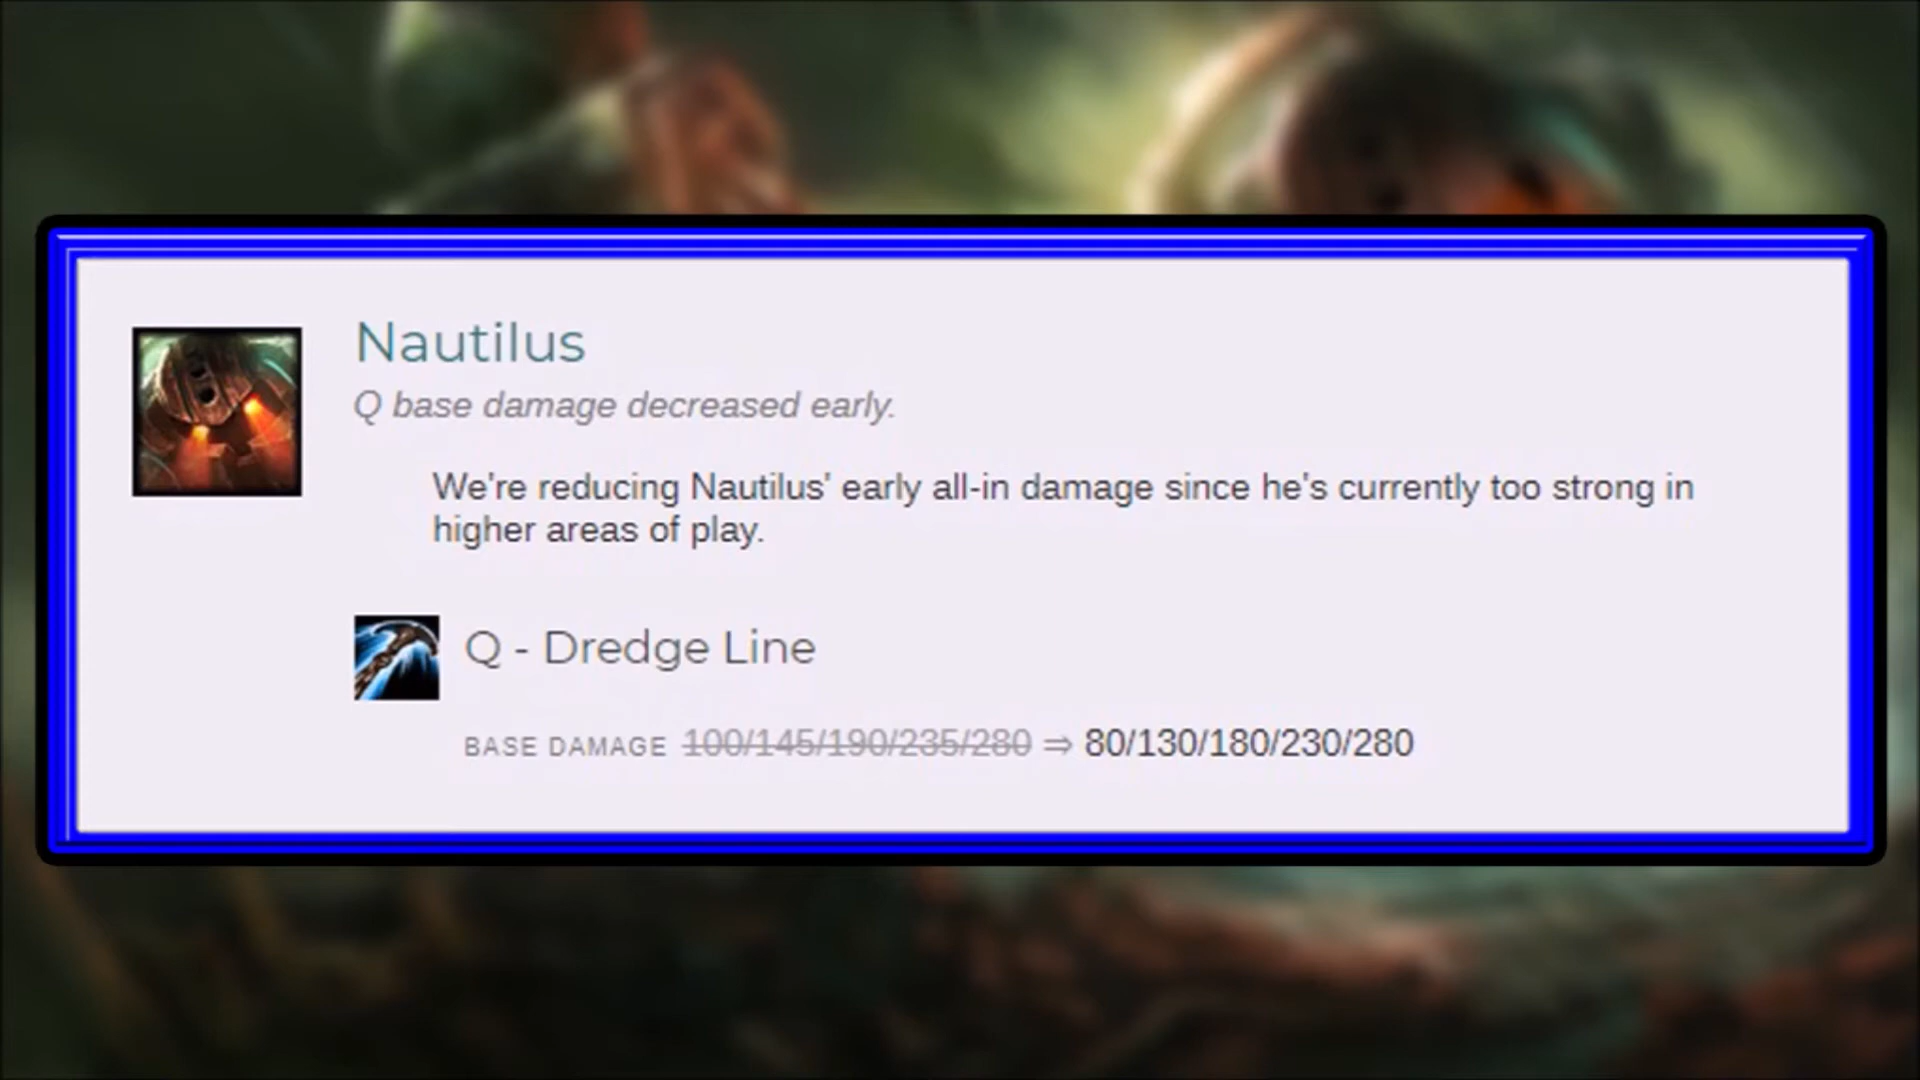 Nautilus
Q base damage decreased early.
We're reducing Nautilus' early all-in damage since he's currently too strong in
higher areas of play.
Q - Dredge Line
BASE DAMAGE 100/145/190/235/280 ⇒ 80/130/180/230/280